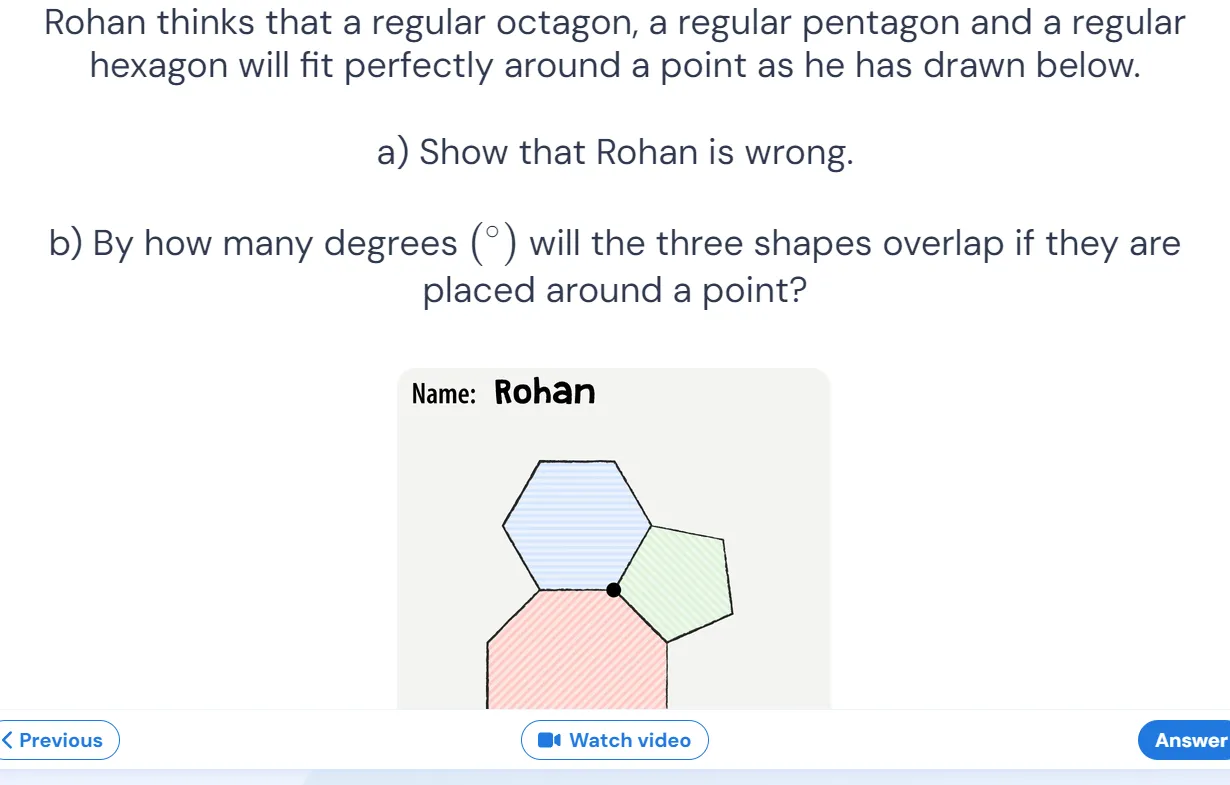 Rohan thinks that a regular octagon, a regular pentagon and a regular
hexagon will fit perfectly around a point as he has drawn below.
a) Show that Rohan is wrong.
b) By how many degrees (°) will the three shapes overlap if they are
placed around a point?
Name: Rohan
Previous
Watch video
Answer